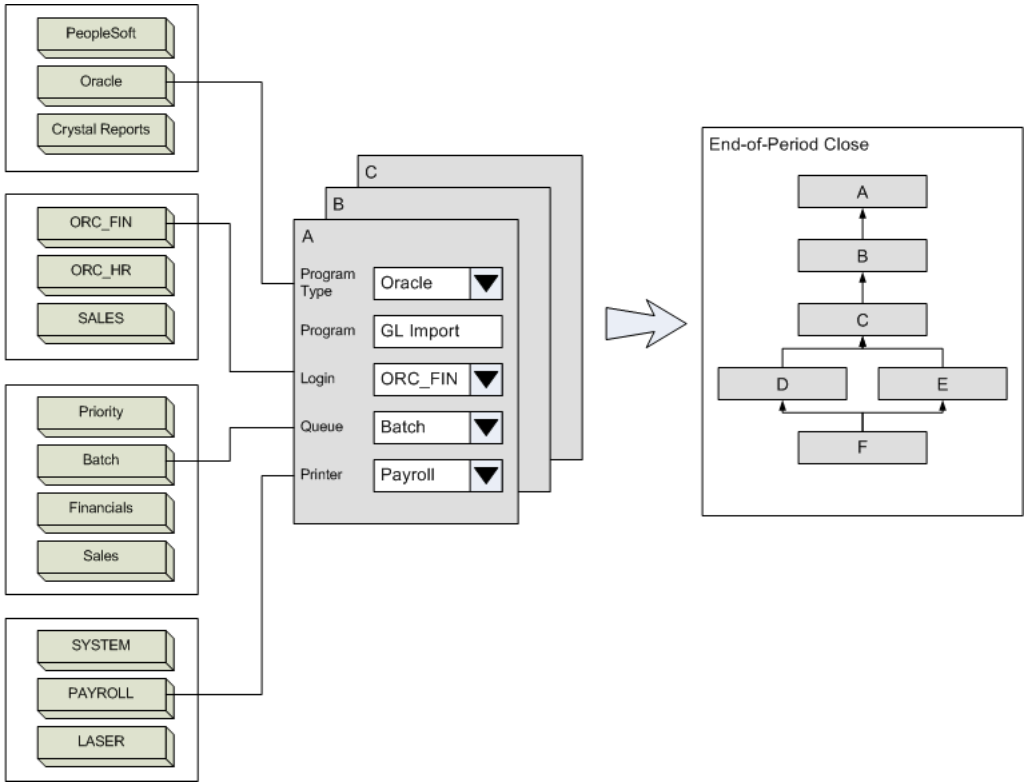 PeopleSoft
Oracle
Crystal Reports
ORC_FIN
ORC_HR
SALES
Priority
Batch
Financials
Sales
SYSTEM
PAYROLL
LASER
C
B
A
Program
Type
Oracle
Program
GL Import
Login
ORC_FIN
Queue
Batch
Printer
Payroll
End-of-Period Close
A
B
C
D
E
F